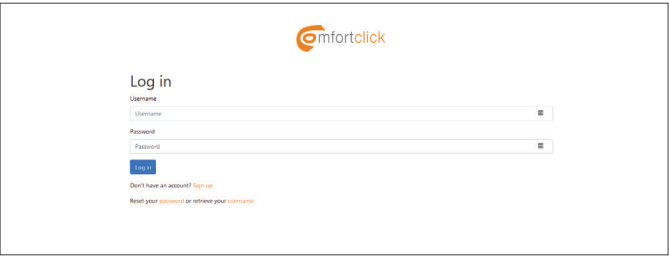 comfortclick
Log in
Username
Username
Password
Password
Log in
Don't have an account? Sign up
Reset your password or retrieve your username